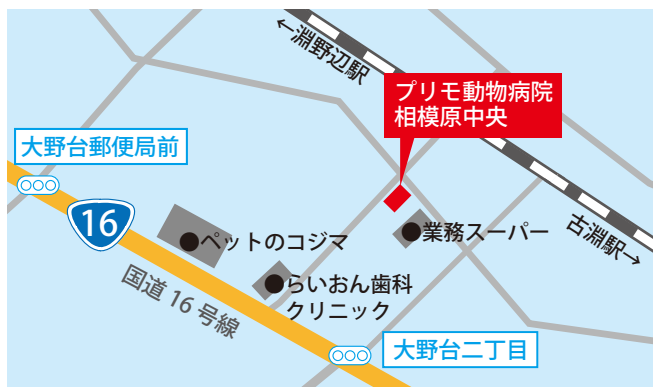 ←淵野辺駅
プリモ動物病院
相模原中央
大野台郵便局前
16
ペットのコジマ
業務スーパー
古淵駅→
国道16号線
らいおん歯科
クリニック
大野台二丁目